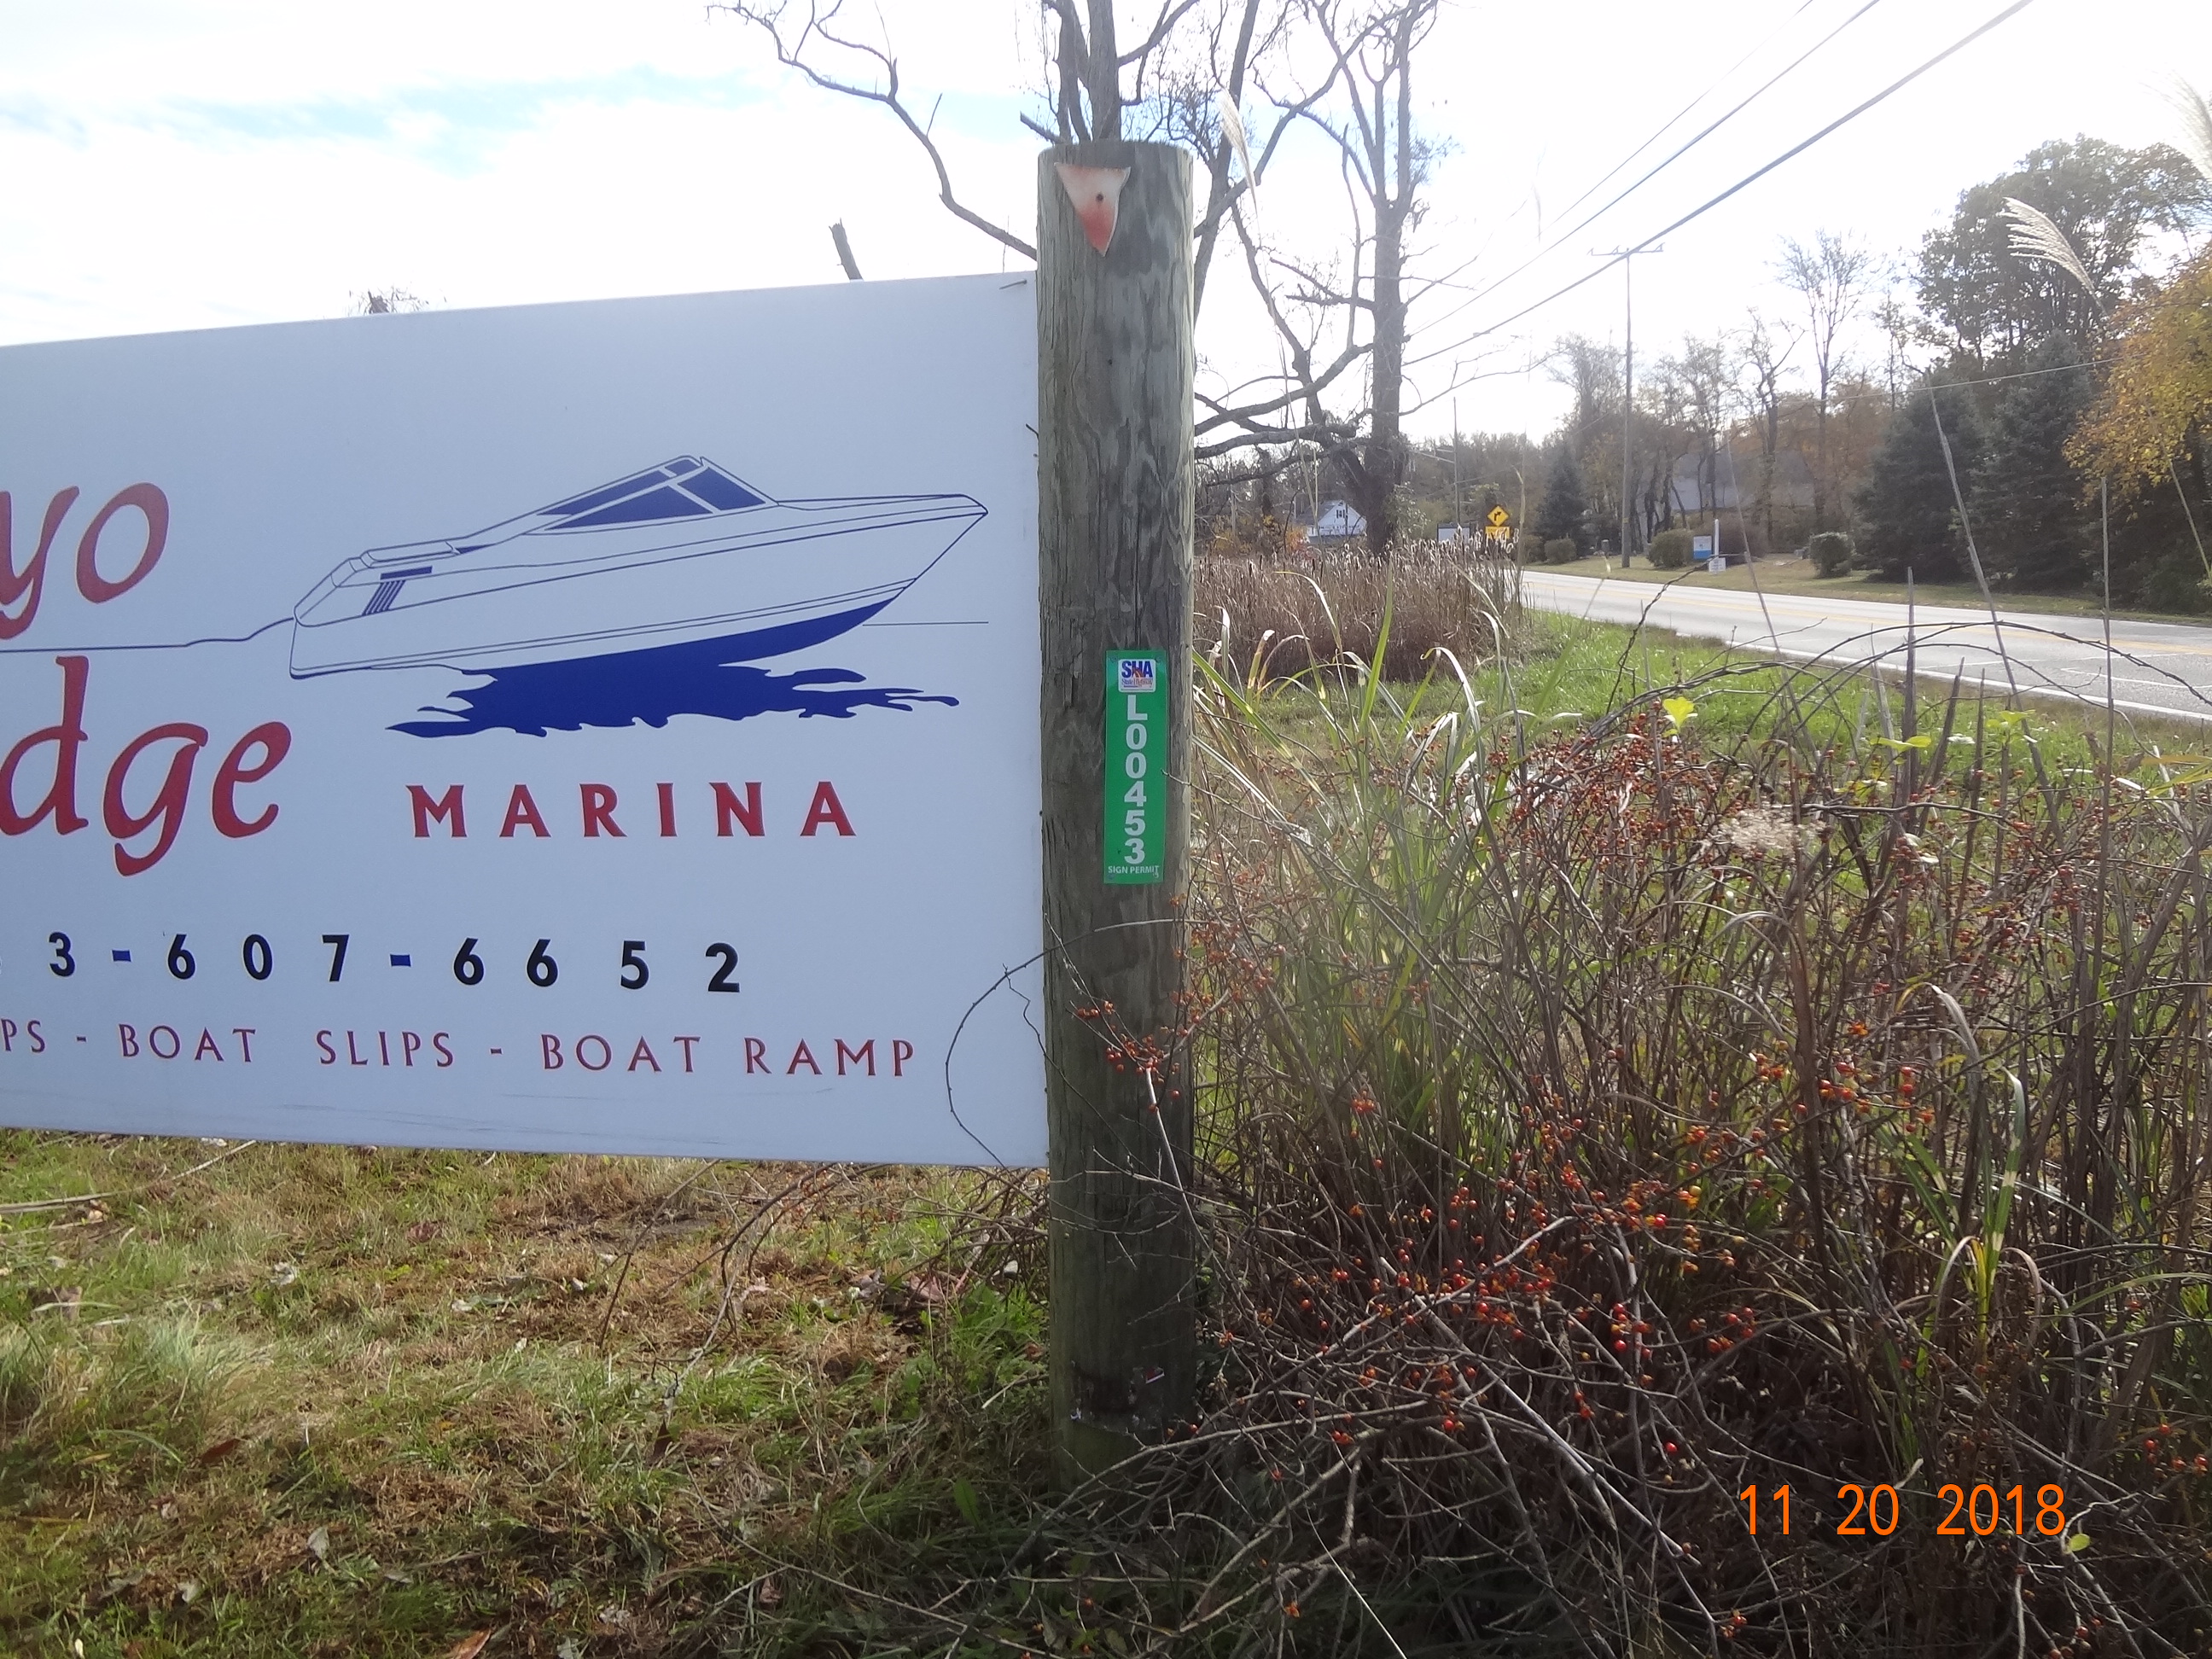 yo
dge
MARINA
3-607-6652
PS - BOAT SLIPS - BOAT RAMP
SHA
L00453
SIGN PERMIT
11 20 2018